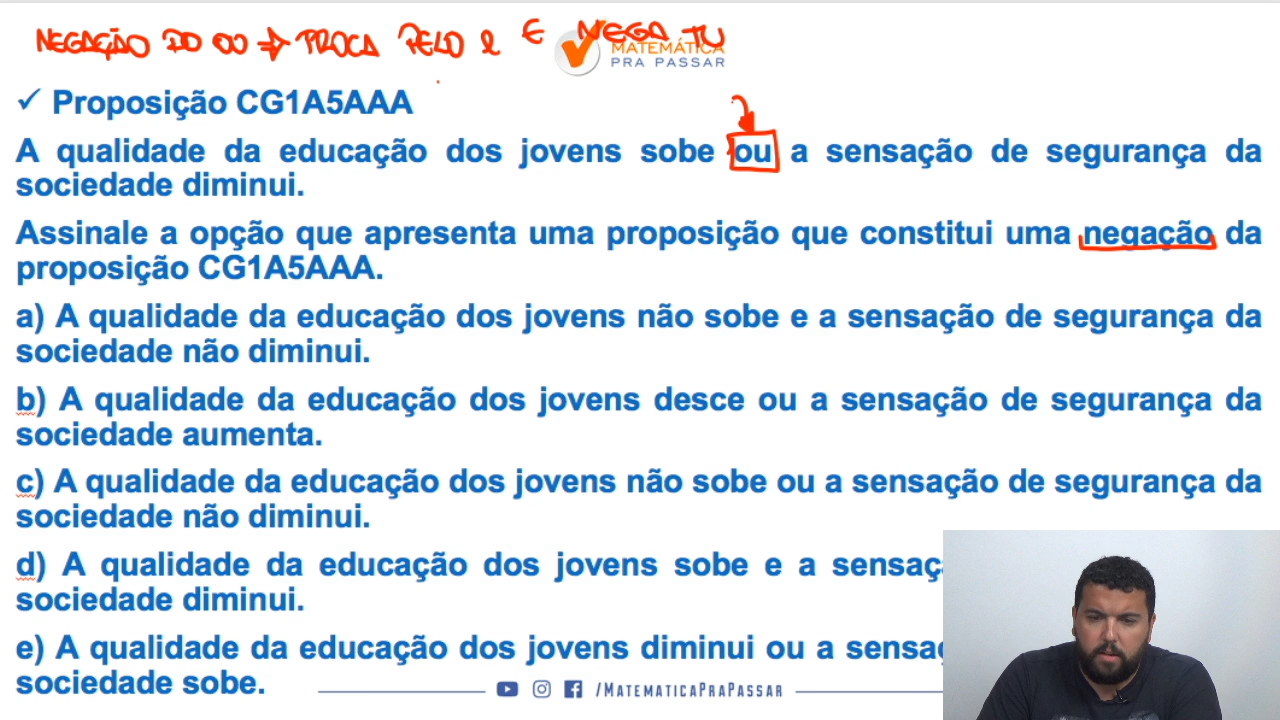 NEGAÇÃO DO OU => TROCA PELO E E NEGA TU
MATEMÁTICA
PRA PASSAR
✓ Proposição CG1A5AAA
A qualidade da educação dos jovens sobe ou a sensação de segurança da
sociedade diminui.
Assinale a opção que apresenta uma proposição que constitui uma negação da
proposição CG1A5AAA.
a) A qualidade da educação dos jovens não sobe e a sensação de segurança da
sociedade não diminui.
b) A qualidade da educação dos jovens desce ou a sensação de segurança da
sociedade aumenta.
c) A qualidade da educação dos jovens não sobe ou a sensação de segurança da
sociedade não diminui.
d) A qualidade da educação dos jovens sobe e a
sociedade diminui.
e) A qualidade da educação dos jovens diminui ou a
sociedade sobe.
/MATEMATICAPRAPASSAR